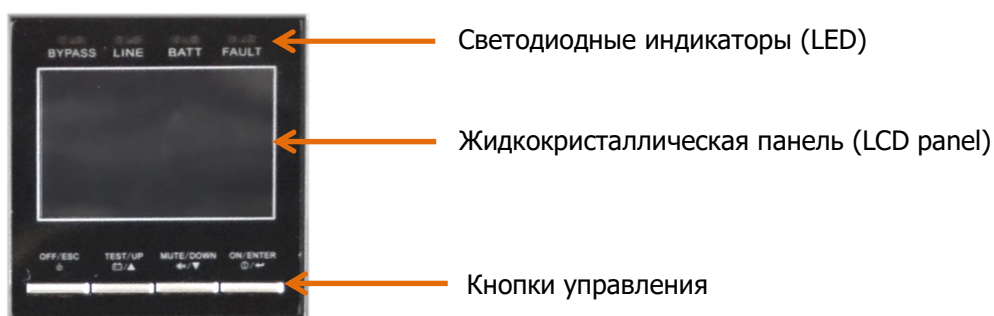 Светодиодные индикаторы (LED)
BYPASS LINE BATT FAULT
Жидкокристаллическая панель (LCD panel)
OFF/ESC TEST/UP MUTE/DOWN ON/ENTER
Кнопки управления